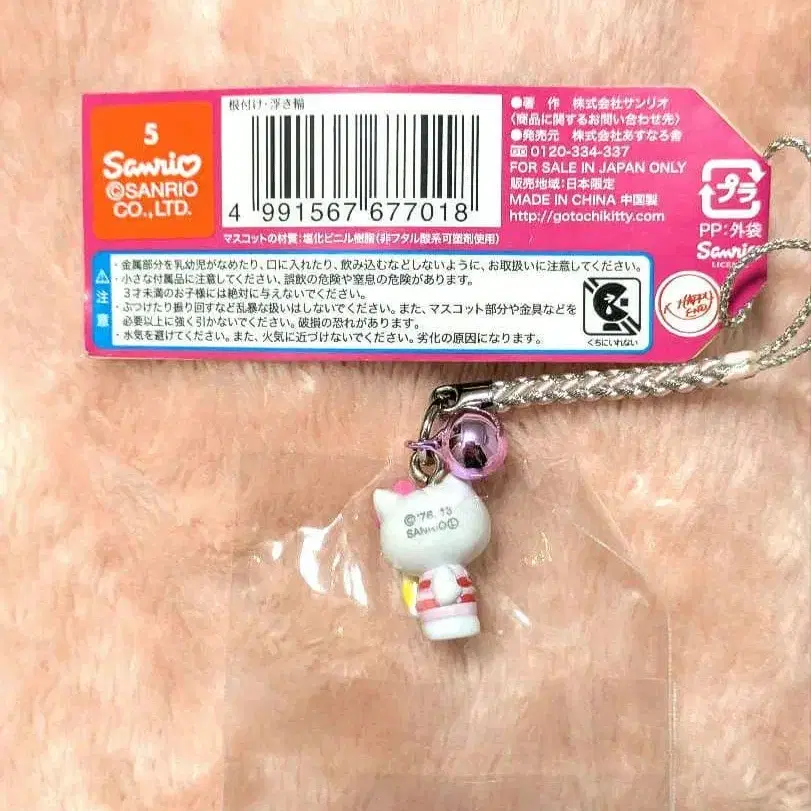 5
Sanrio
©SANRIO
CO.,LTD.
根付け・浮き輪
4 991567 677018
マスコットの材質:塩化ビニル樹脂(非フタル酸系可塑剤使用)
●著 作 株式会社サンリオ
〈商品に関するお問い合わせ先〉
●発売元 株式会社あすなろ舎
0120-334-337
FOR SALE IN JAPAN ONLY
販売地域:日本限定
MADE IN CHINA 中国製
http://gotochikitty.com
プラ
PP:外袋
Sanrio
LICENSE
注意
・金属部分を乳幼児がなめたり、口に入れたり、飲み込むなどしないように、お取扱いに注意してください。
・小さな付属品に注意してください、誤飲の危険や窒息の危険があります。
3才未満のお子様には絶対に与えないでください。
・ぶつけたり振り回すなど乱暴な扱いはしないでください。また、マスコット部分や金具などを
必要以上に強く引かないでください。破損の恐れがあります。
・水気を避けてください。また、火気に近づけないでください。劣化の原因になります。
くちにいれない
HAPPY
END
©'76, 13
SANRIO Ⓛ